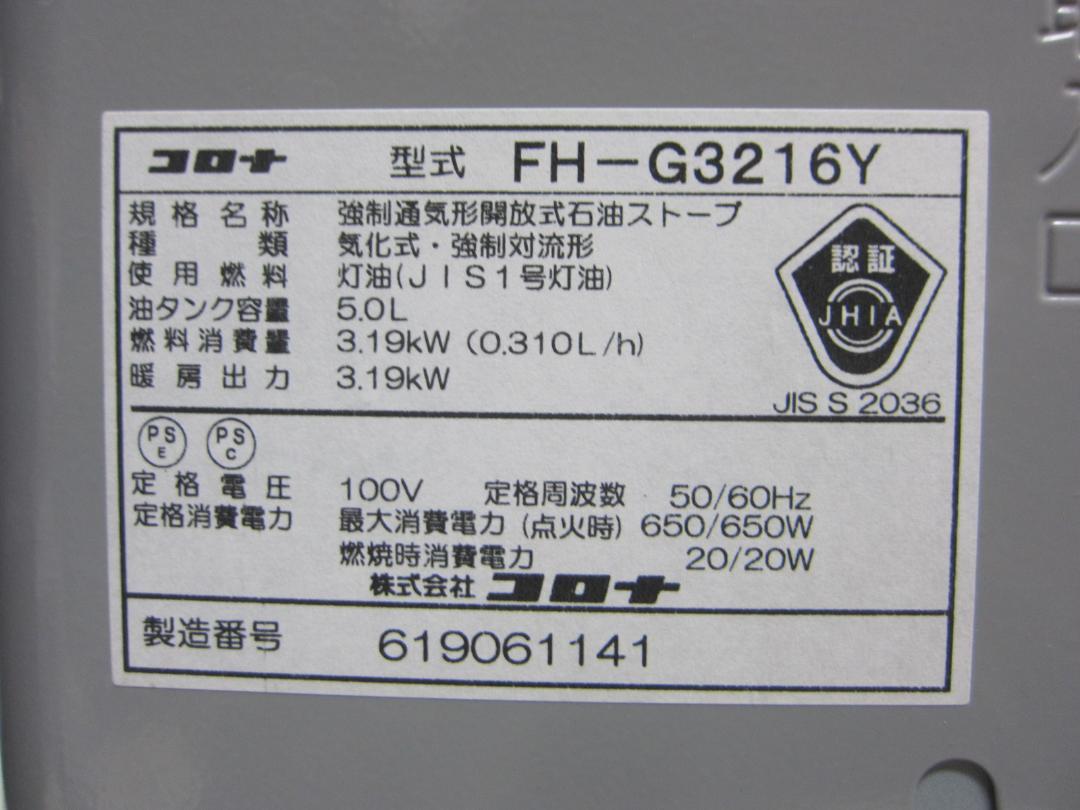 コロナ 型式 FH-G3216Y
規格名称 強制通気形開放式石油ストーブ
種類 気化式・強制対流形
使用燃料 灯油(JIS1号灯油)
油タンク容量 5.0L
燃料消費量 3.19kW (0.310L/h)
暖房出力 3.19kW
認証
JHIA
JIS S 2036
PS E PS C
定格電圧 100V 定格周波数 50/60Hz
定格消費電力 最大消費電力 (点火時) 650/650W
燃焼時消費電力 20/20W
株式会社 コロナ
製造番号 619061141